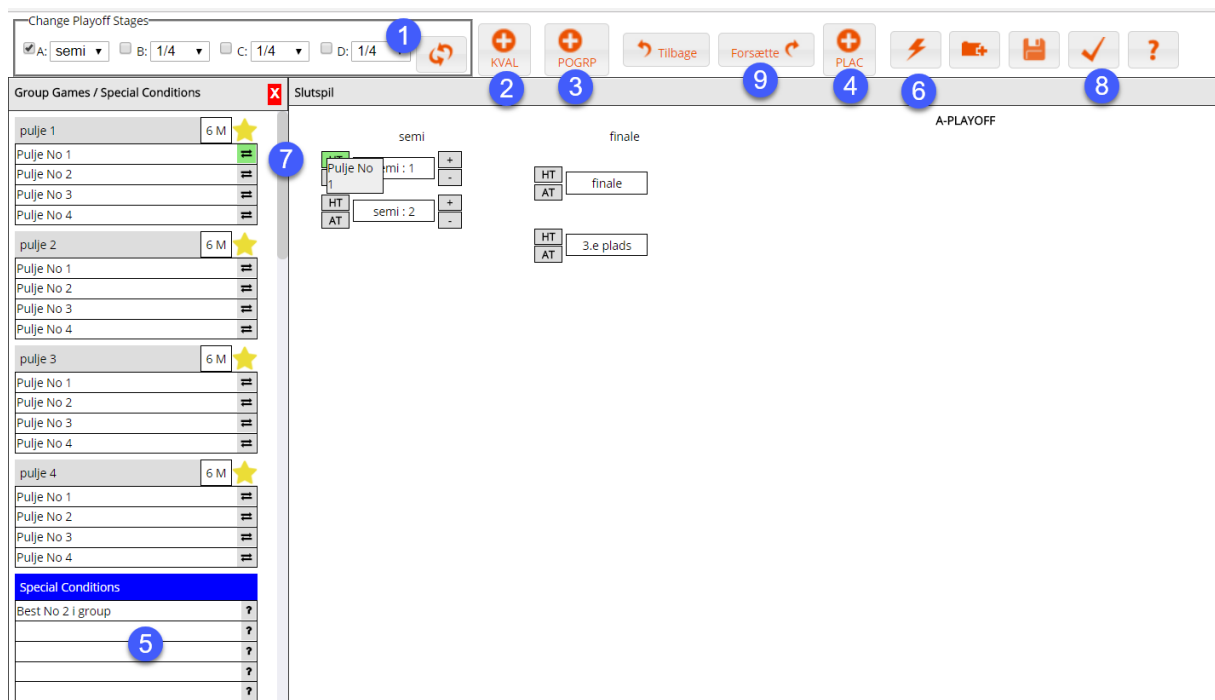 Change Playoff Stages
A: semi B: 1/4 C: 1/4 D: 1/4
1
KVAL
POGRP
Tilbage
Forsætte
PLAC
?
2
3
9
4
6
8
Group Games / Special Conditions X
Slutspil
A-PLAYOFF
pulje 1 6 M
Pulje No 1
Pulje No 2
Pulje No 3
Pulje No 4
7
semi
finale
Pulje No
1
emi : 1
+
-
HT
AT
semi : 2
+
-
HT
AT
finale
HT
AT
3.e plads
pulje 2 6 M
Pulje No 1
Pulje No 2
Pulje No 3
Pulje No 4
pulje 3 6 M
Pulje No 1
Pulje No 2
Pulje No 3
Pulje No 4
pulje 4 6 M
Pulje No 1
Pulje No 2
Pulje No 3
Pulje No 4
Special Conditions
Best No 2 i group ?
?
?
?
?
5